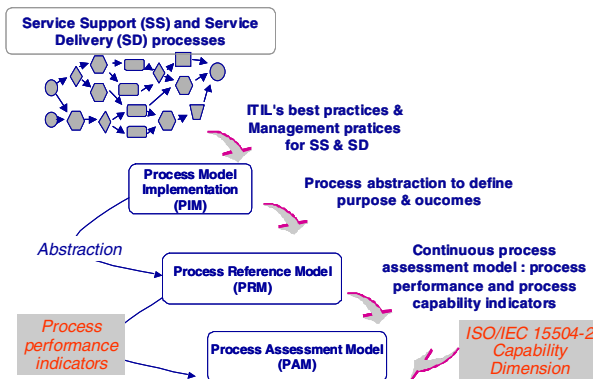 Service Support (SS) and Service
Delivery (SD) processes
ITIL's best practices &
Management pratices
for SS & SD
Process Model
Implementation
(PIM)
Process abstraction to define
purpose & oucomes
Abstraction
Process Reference Model
(PRM)
Continuous process
assessment model : process
performance and process
capability indicators
Process
performance
indicators
Process Assessment Model
(PAM)
ISO/IEC 15504-2
Capability
Dimension